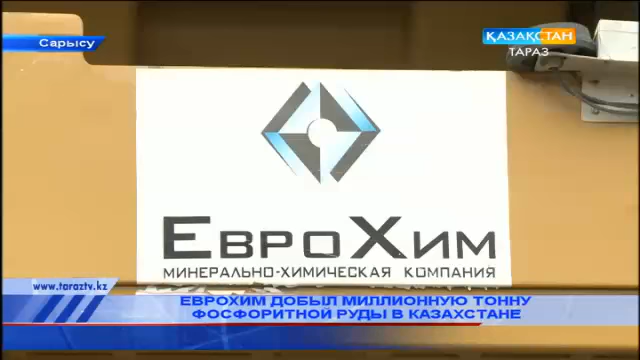 Сарысу
ҚАЗАҚСТАН
ТАРАЗ
ЕВРОХИМ
МИНЕРАЛЬНО-ХИМИЧЕСКАЯ КОМПАНИЯ
www.taraztv.kz
ЕВРОХИМ ДОБЫЛ МИЛЛИОННУЮ ТОННУ
ФОСФОРИТНОЙ РУДЫ В КАЗАХСТАНЕ